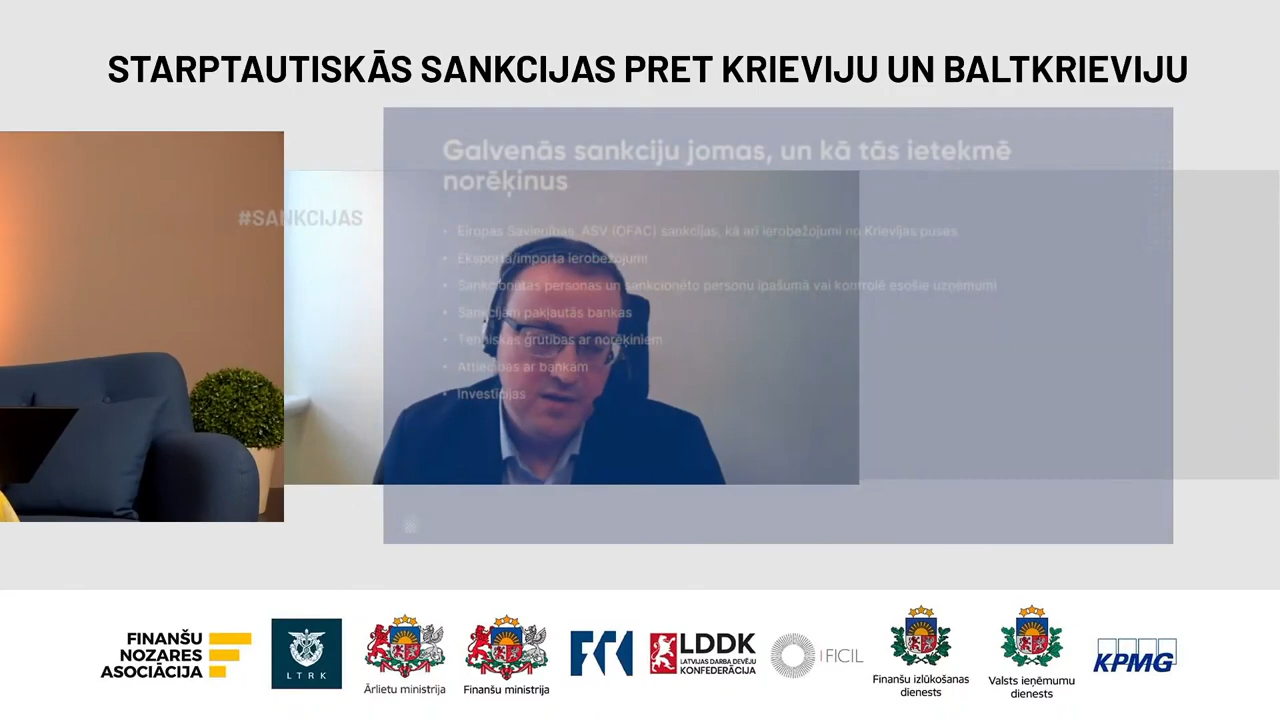 STARPTAUTISKĀS SANKCIJAS PRET KRIEVIJU UN BALTKRIEVIJU
#SANKCIJAS
Galvenās sankciju jomas, un kā tās ietekmē
norēķinus
• Eiropas Savienības, ASV (OFAC) sankcijas, kā arī ierobežojumi no Krievijas puses
• Eksporta/importa ierobežojumi
• Sankcionētas personas un sankcionēto personu īpašumā vai kontrolē esošie uzņēmumi
• Sankcijām pakļautās bankas
• Tehniskas grūtības ar norēķiniem
• Attiecības ar bankām
• Investīcijas
FINANŠU
NOZARES
ASOCIĀCIJA
LTRK
Ārlietu ministrija
Finanšu ministrija
FKTK
LDDK
LATVIJAS DARBA DEVĒJU
KONFEDERĀCIJA
FICIL
Finanšu izlūkošanas
dienests
Valsts ieņēmumu
dienests
KPMG